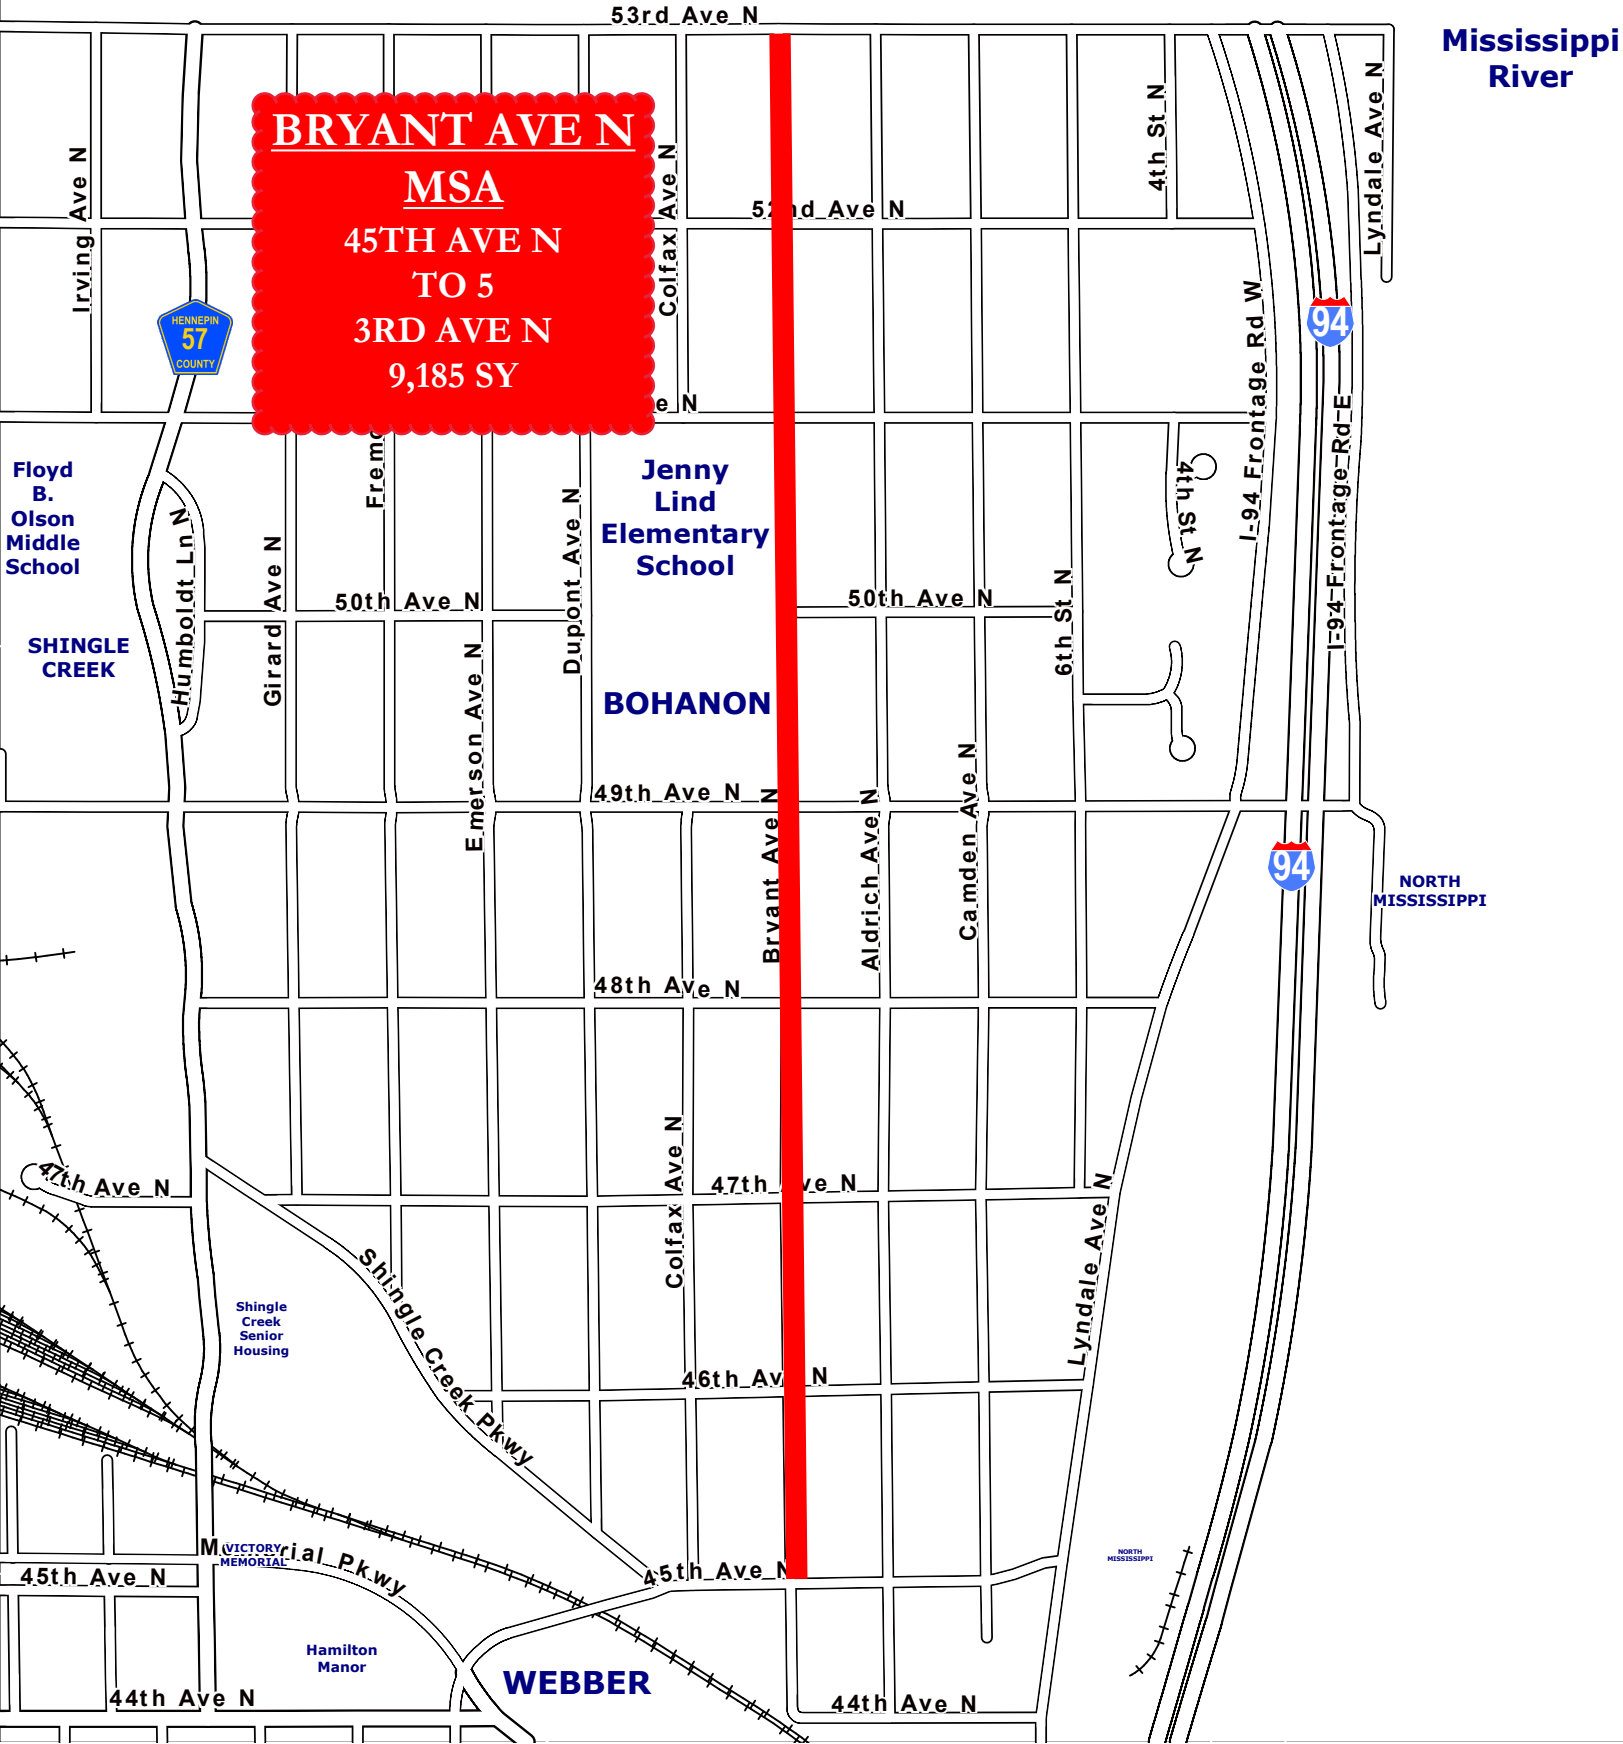 53rd Ave N
Mississippi
River
BRYANT AVE N
MSA
45TH AVE N
TO 5
3RD AVE N
9,185 SY
Irving Ave N
Colfax Ave N
4th St N
Lyndale Ave N
52nd Ave N
HENNEPIN
57
COUNTY
94
I-94 Frontage Rd W
I-94 Frontage Rd E
e N
Floyd
B.
Olson
Middle
School
Jenny
Lind
Elementary
School
Fremo
Dupont Ave N
4th St N
Humboldt Ln N
Girard Ave N
50th Ave N
50th Ave N
6th St N
SHINGLE
CREEK
BOHANON
Emerson Ave N
49th Ave N
Bryant Ave N
Aldrich Ave N
Camden Ave N
94
NORTH
MISSISSIPPI
48th Ave N
47th Ave N
47th Ave N
Colfax Ave N
Lyndale Ave N
Shingle Creek Pkwy
Shingle
Creek
Senior
Housing
46th Ave N
Memorial Pkwy
VICTORY
MEMORIAL
45th Ave N
45th Ave N
NORTH
MISSISSIPPI
Hamilton
Manor
WEBBER
44th Ave N
44th Ave N